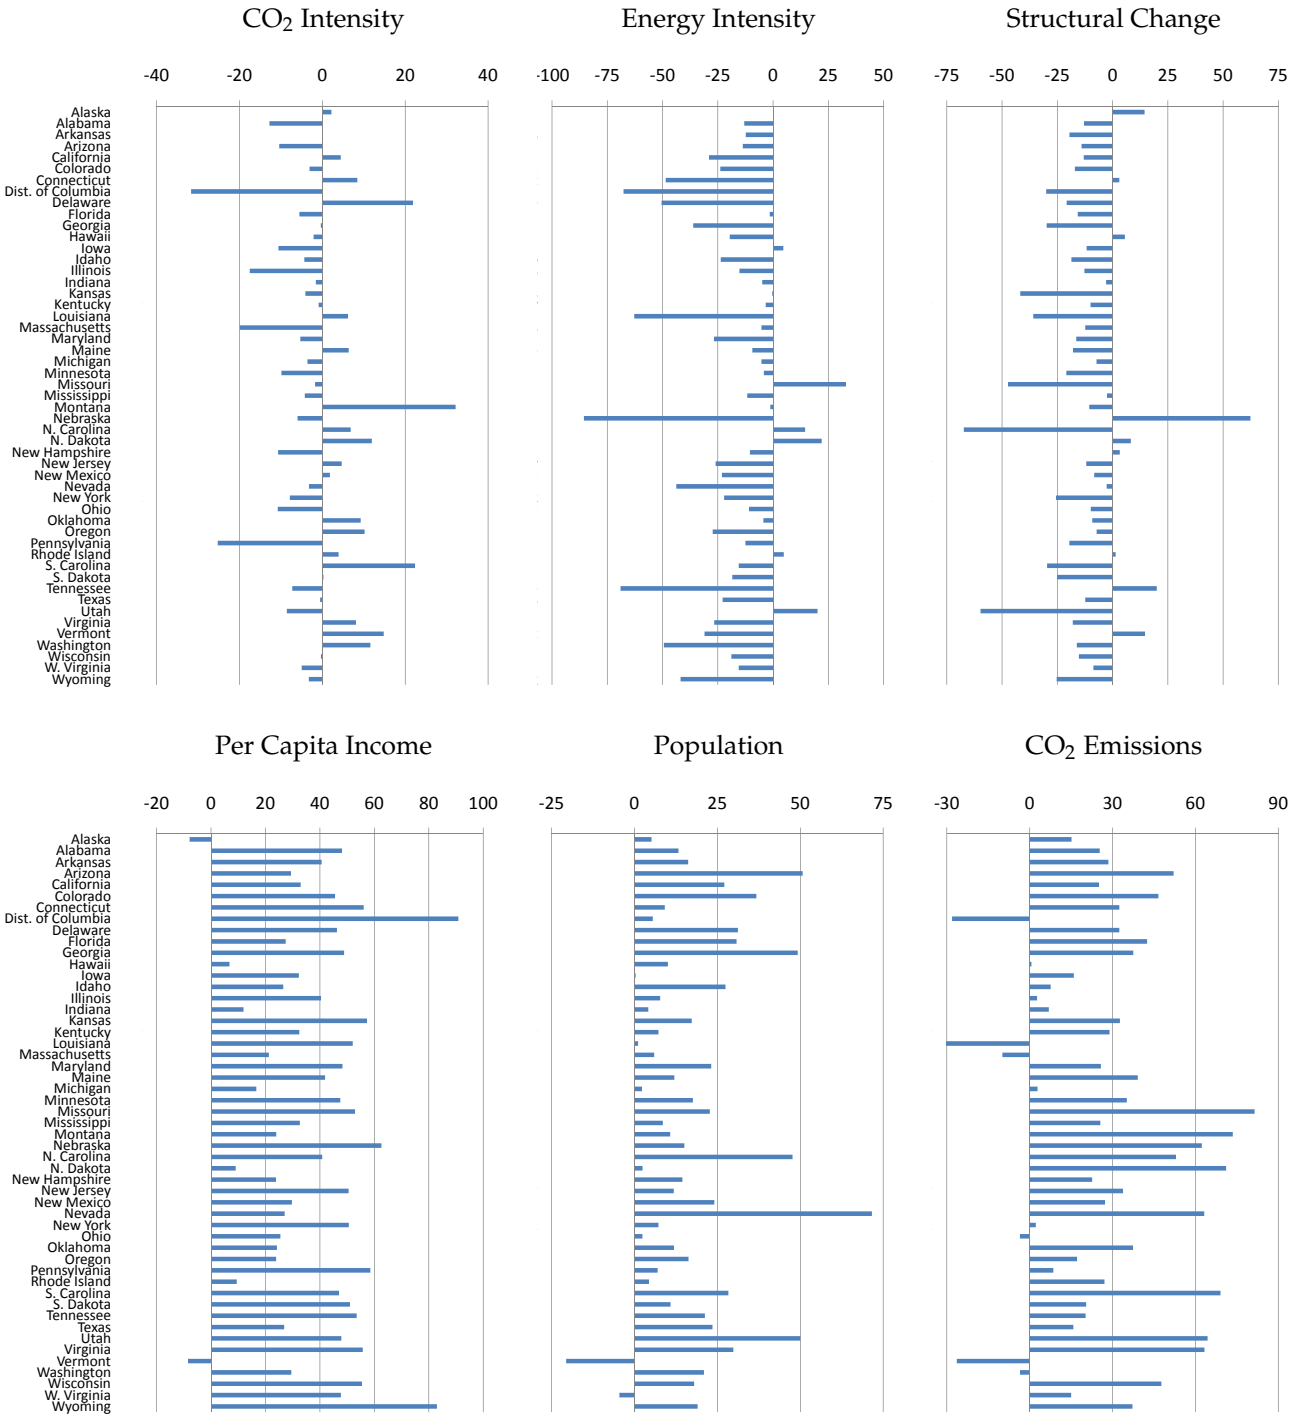 CO2 Intensity Energy Intensity Structural Change
-40 -20 0 20 40 -100 -75 -50 -25 0 25 50 -75 -50 -25 0 25 50 75
Alaska
Alabama
Arkansas
Arizona
California
Colorado
Connecticut
Dist. of Columbia
Delaware
Florida
Georgia
Hawaii
Iowa
Idaho
Illinois
Indiana
Kansas
Kentucky
Louisiana
Massachusetts
Maryland
Maine
Michigan
Minnesota
Missouri
Mississippi
Montana
Nebraska
N. Carolina
N. Dakota
New Hampshire
New Jersey
New Mexico
Nevada
New York
Ohio
Oklahoma
Oregon
Pennsylvania
Rhode Island
S. Carolina
S. Dakota
Tennessee
Texas
Utah
Virginia
Vermont
Washington
Wisconsin
W. Virginia
Wyoming
Per Capita Income Population CO2 Emissions
-20 0 20 40 60 80 100 -25 0 25 50 75 -30 0 30 60 90
Alaska
Alabama
Arkansas
Arizona
California
Colorado
Connecticut
Dist. of Columbia
Delaware
Florida
Georgia
Hawaii
Iowa
Idaho
Illinois
Indiana
Kansas
Kentucky
Louisiana
Massachusetts
Maryland
Maine
Michigan
Minnesota
Missouri
Mississippi
Montana
Nebraska
N. Carolina
N. Dakota
New Hampshire
New Jersey
New Mexico
Nevada
New York
Ohio
Oklahoma
Oregon
Pennsylvania
Rhode Island
S. Carolina
S. Dakota
Tennessee
Texas
Utah
Virginia
Vermont
Washington
Wisconsin
W. Virginia
Wyoming